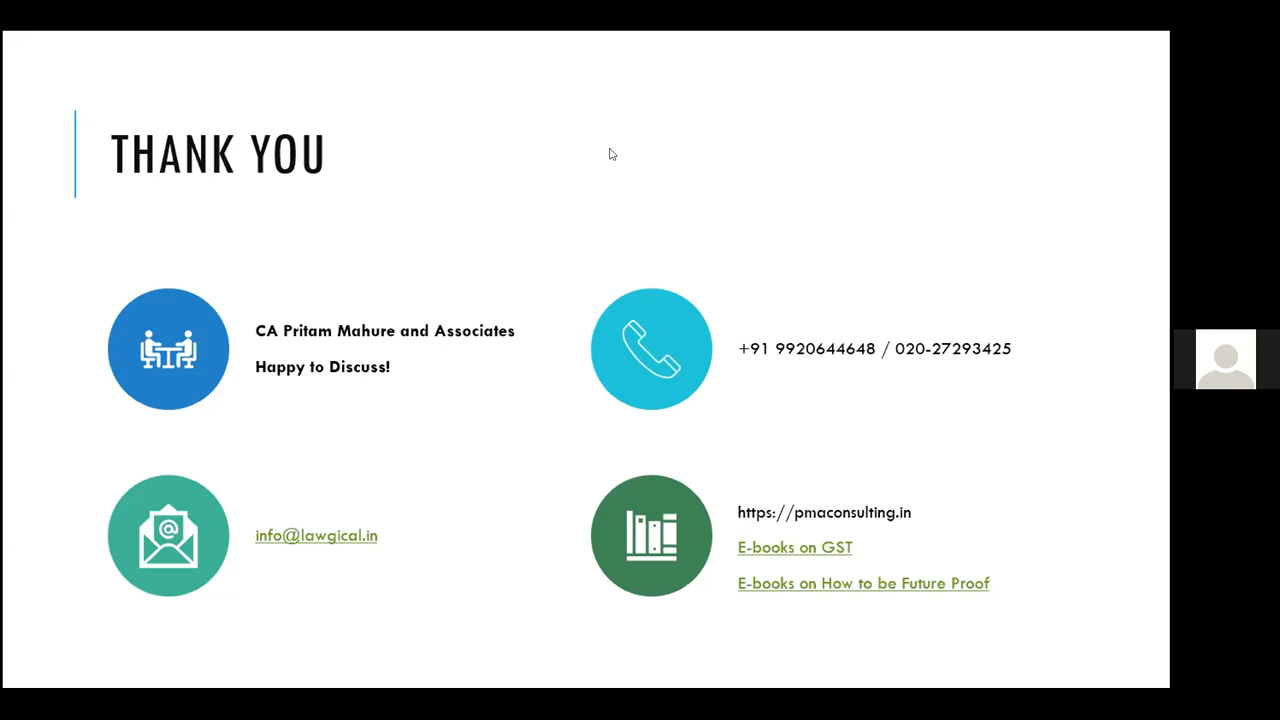 THANK YOU
CA Pritam Mahure and Associates
Happy to Discuss!
+91 9920644648 / 020-27293425
info@lawgical.in
https://pmaconsulting.in
E-books on GST
E-books on How to be Future Proof